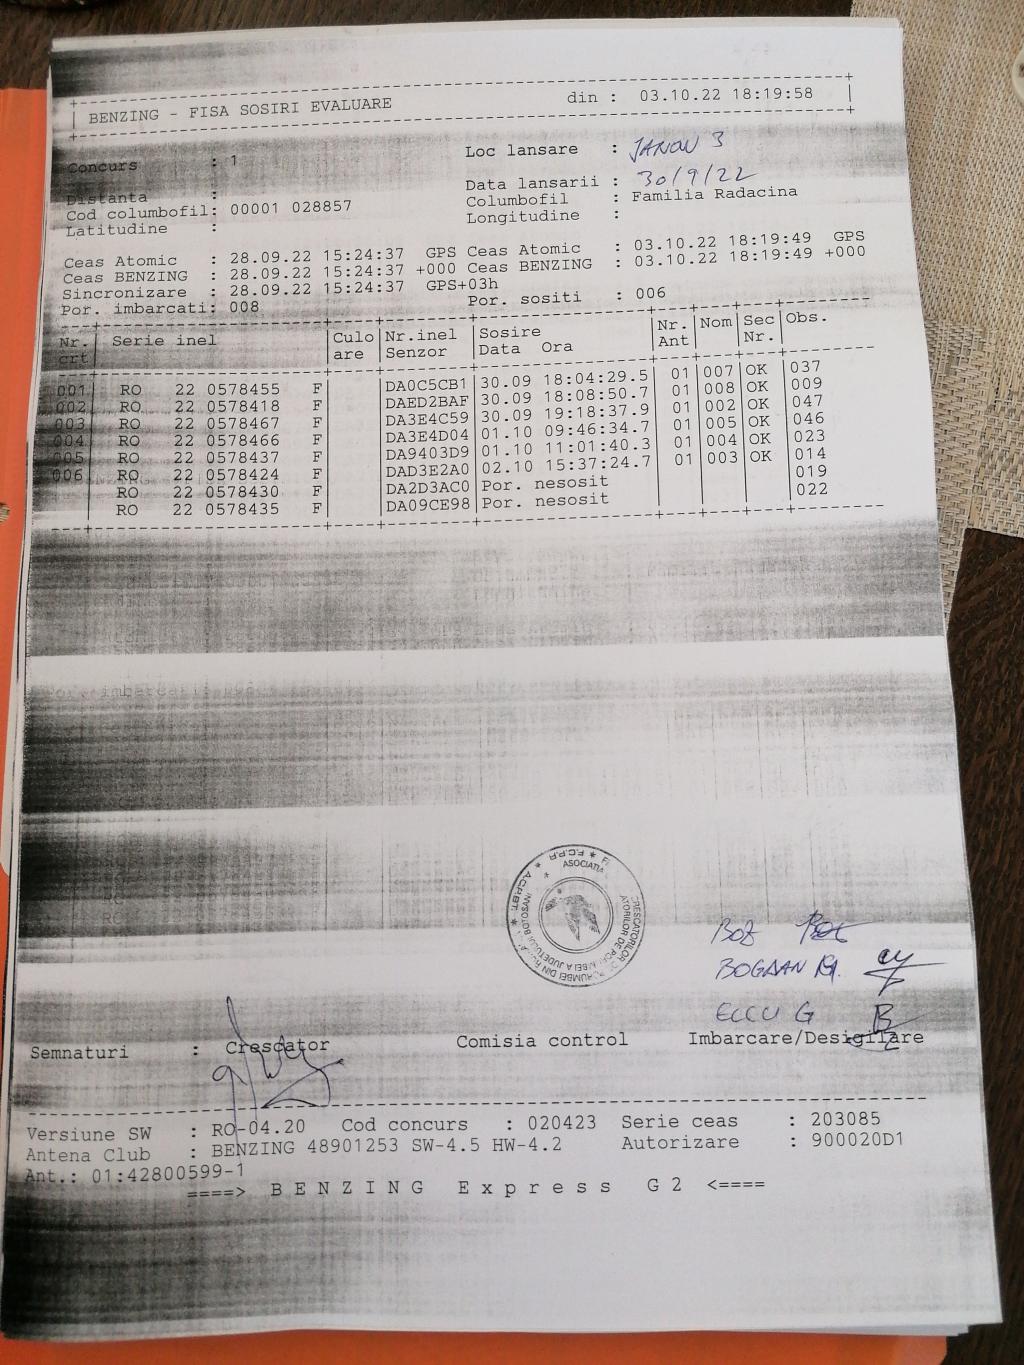 BENZING - FISA SOSIRI EVALUARE din : 03.10.22 18:19:58
Concurs : 1 Loc lansare : JANOW 3
Distanta : Data lansarii : 30/9/22
Cod columbofil: 00001 028857 Columbofil : Familia Radacina
Latitudine : Longitudine :
Ceas Atomic : 28.09.22 15:24:37 GPS Ceas Atomic : 03.10.22 18:19:49 GPS
Ceas BENZING : 28.09.22 15:24:37 +000 Ceas BENZING : 03.10.22 18:19:49 +000
Sincronizare : 28.09.22 15:24:37 GPS+03h
Por. imbarcati: 008 Por. sositi : 006
Nr. Serie inel Culo Nr.inel Sosire Nr. Nom Sec Obs.
crt are Senzor Data Ora Ant Nr.
001 RO 22 0578455 F DA0C5CB1 30.09 18:04:29.5 01 007 OK 037
002 RO 22 0578418 F DAED2BAF 30.09 18:08:50.7 01 008 OK 009
003 RO 22 0578467 F DA3E4C59 30.09 19:18:37.9 01 002 OK 047
004 RO 22 0578466 F DA3E4D04 01.10 09:46:34.7 01 005 OK 046
005 RO 22 0578437 F DA9403D9 01.10 11:01:40.3 01 004 OK 023
006 RO 22 0578424 F DAD3E2A0 02.10 15:37:24.7 01 003 OK 014
RO 22 0578430 F DA2D3AC0 Por. nesosit 019
RO 22 0578435 F DA09CE98 Por. nesosit 022
BOZ
BOGDAN
Semnaturi : Crescator Comisia control Imbarcare/Desigilare
Versiune SW : RO-04.20 Cod concurs : 020423 Serie ceas : 203085
Antena Club : BENZING 48901253 SW-4.5 HW-4.2 Autorizare : 900020D1
Ant.: 01:42800599-1
====> BENZING Express G2 <====